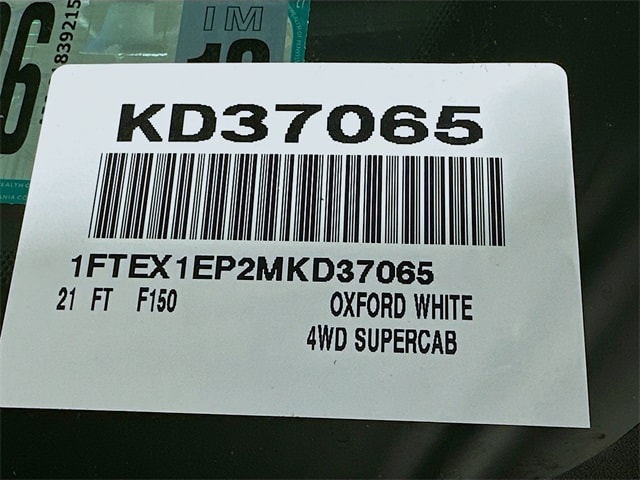 IM
KD37065
1FTEX1EP2MKD37065
21 FT F150 OXFORD WHITE
4WD SUPERCAB